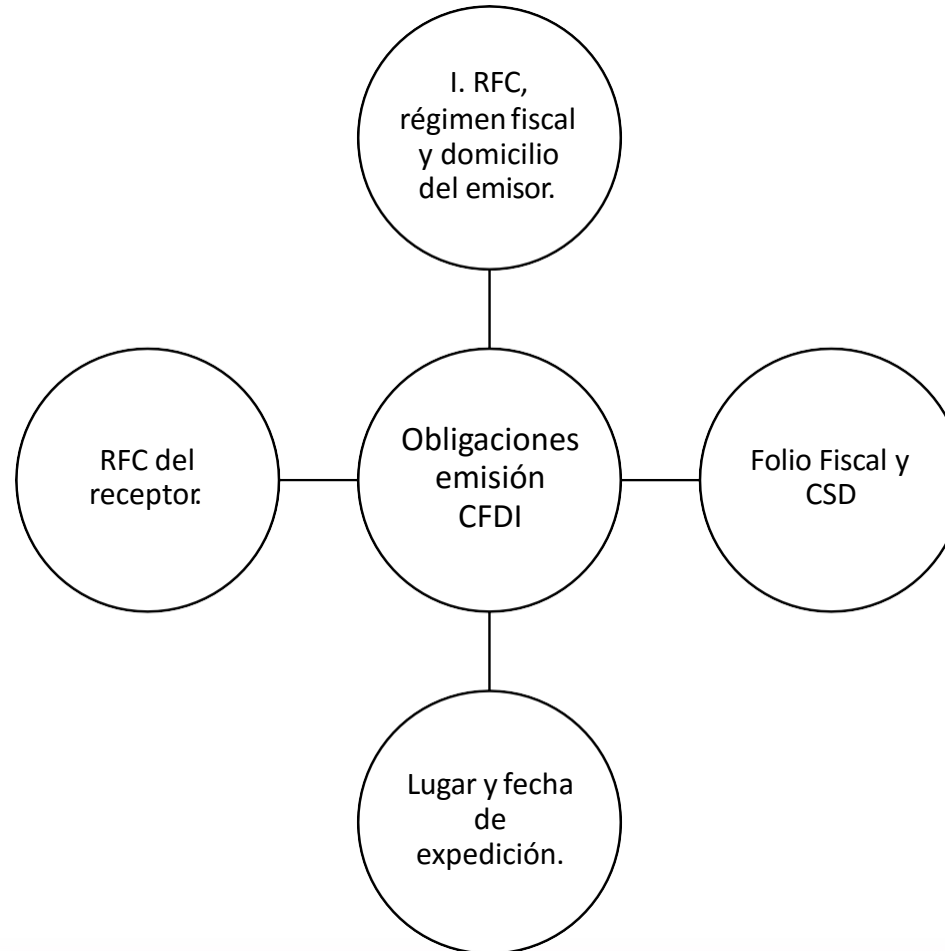 I. RFC,
régimen fiscal
y domicilio
del emisor.
RFC del
receptor.
Obligaciones
emisión
CFDI
Folio Fiscal y
CSD
Lugar y fecha
de
expedición.